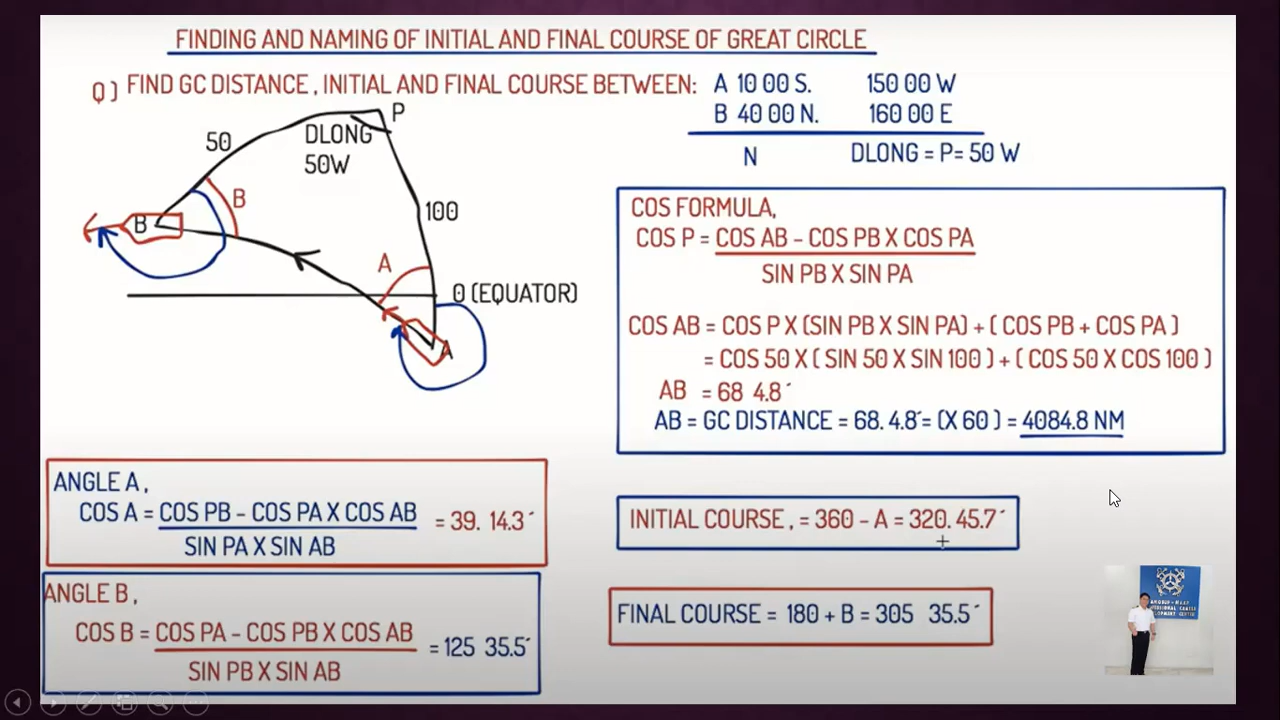 FINDING AND NAMING OF INITIAL AND FINAL COURSE OF GREAT CIRCLE
Q) FIND GC DISTANCE, INITIAL AND FINAL COURSE BETWEEN: A 10 00 S. 150 00 W
B 40 00 N. 160 00 E
N DLONG = P= 50 W
P
50
DLONG
50W
B
B
100
A
0 (EQUATOR)
A
COS FORMULA,
COS P = COS AB - COS PB X COS PA
SIN PB X SIN PA
COS AB = COS P X (SIN PB X SIN PA) + ( COS PB + COS PA )
= COS 50 X ( SIN 50 X SIN 100 ) + ( COS 50 X COS 100 )
AB = 68 4.8´
AB = GC DISTANCE = 68. 4.8´= (X 60 ) = 4084.8 NM
ANGLE A ,
COS A = COS PB - COS PA X COS AB = 39. 14.3´
SIN PA X SIN AB
INITIAL COURSE , = 360 - A = 320. 45.7´
ANGLE B ,
COS B = COS PA - COS PB X COS AB = 125 35.5´
SIN PB X SIN AB
FINAL COURSE = 180 + B = 305 35.5´